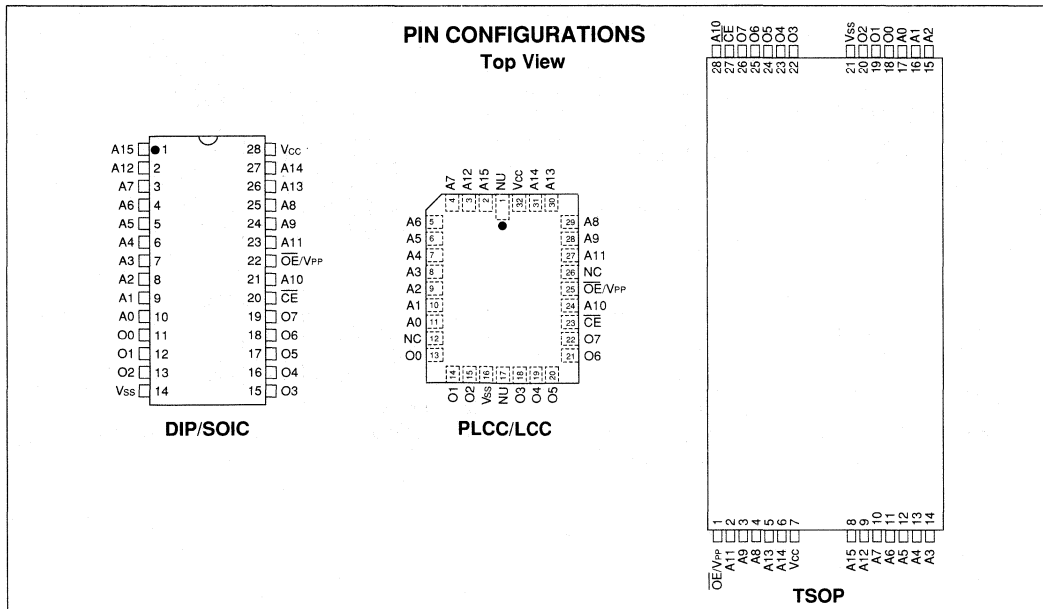 PIN CONFIGURATIONS
Top View
A15 1 28 VCC
A12 2 27 A14
A7 3 26 A13
A6 4 25 A8
A5 5 24 A9
A4 6 23 A11
A3 7 22 O̅E̅/VPP
A2 8 21 A10
A1 9 20 C̅E̅
A0 10 19 O7
O0 11 18 O6
O1 12 17 O5
O2 13 16 O4
VSS 14 15 O3
DIP/SOIC
A7 A12 A15 NU VCC A14 A13
4 3 2 1 32 31 30
A6 5 29 A8
A5 6 28 A9
A4 7 27 A11
A3 8 26 NC
A2 9 25 O̅E̅/VPP
A1 10 24 A10
A0 11 23 C̅E̅
NC 12 22 O7
O0 13 21 O6
14 15 16 17 18 19 20
O1 O2 VSS NU O3 O4 O5
PLCC/LCC
A10 C̅E̅ O7 O6 O5 O4 O3 VSS O2 O1 O0 A0 A1 A2
28 27 26 25 24 23 22 21 20 19 18 17 16 15
1 2 3 4 5 6 7 8 9 10 11 12 13 14
O̅E̅/VPP A11 A9 A8 A13 A14 VCC A15 A12 A7 A6 A5 A4 A3
TSOP